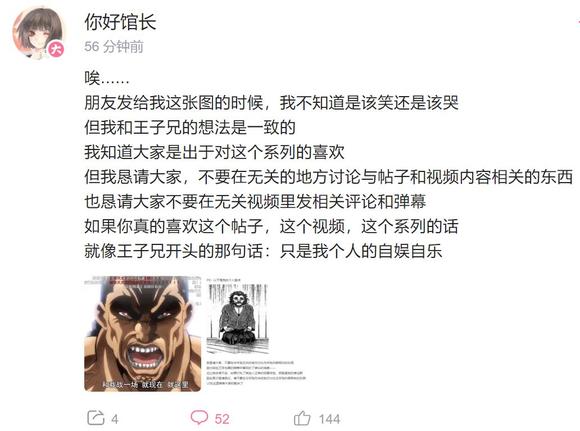 你好馆长
大
56 分钟前
唉……
朋友发给我这张图的时候，我不知道是该笑还是该哭
但我和王子兄的想法是一致的
我知道大家是出于对这个系列的喜欢
但我恳请大家，不要在无关的地方讨论与帖子和视频内容相关的东西
也恳请大家不要在无关视频里发相关评论和弹幕
如果你真的喜欢这个帖子，这个视频，这个系列的话
就像王子兄开头的那句话：只是我个人的自娱自乐
和我战一场 就现在 就这里
4
52
144